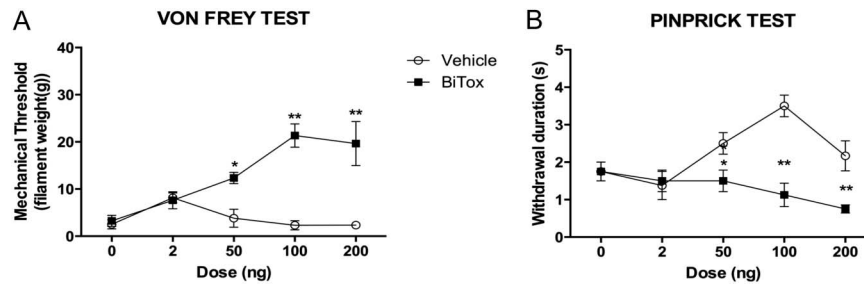 A
VON FREY TEST
Mechanical Threshold
(filament weight(g))
40
30
20
10
0
*
**
**
0 2 50 100 200
Dose (ng)
Vehicle
BiTox
B
PINPRICK TEST
Withdrawal duration (s)
5
4
3
2
1
0
*
**
**
0 2 50 100 200
Dose (ng)